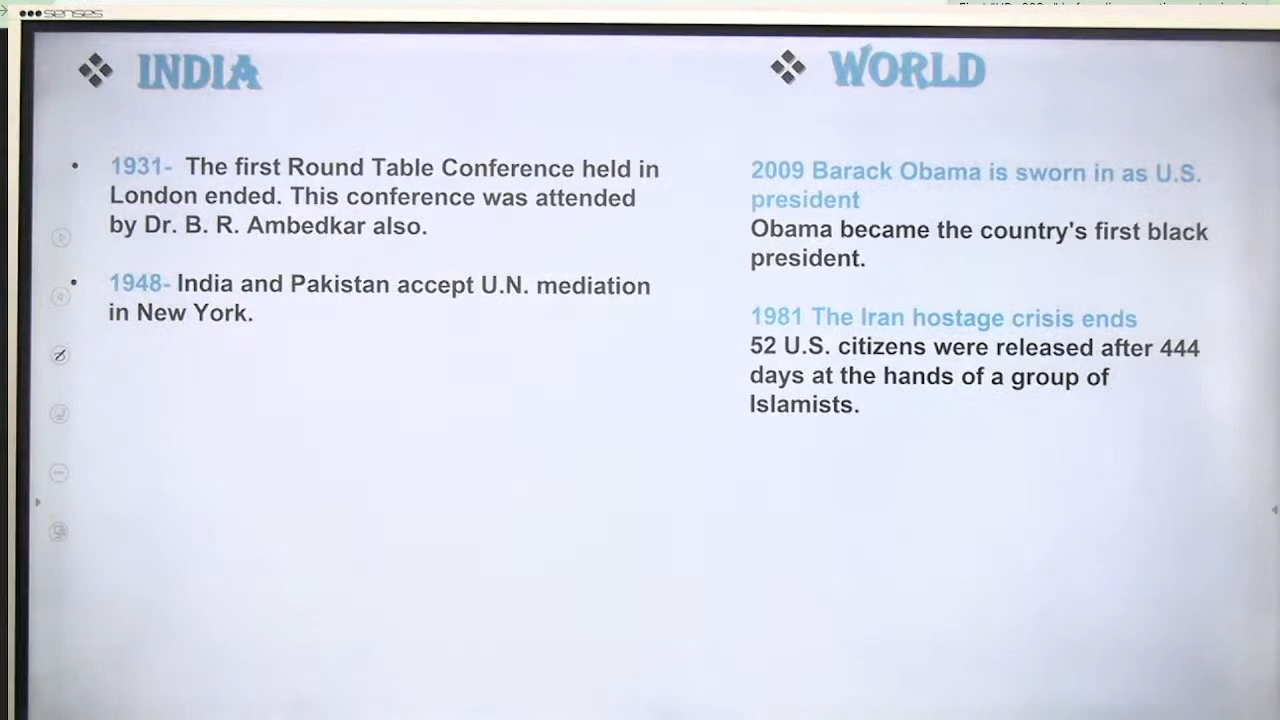 senses
INDIA
1931- The first Round Table Conference held in
London ended. This conference was attended
by Dr. B. R. Ambedkar also.
1948- India and Pakistan accept U.N. mediation
in New York.
WORLD
2009 Barack Obama is sworn in as U.S.
president
Obama became the country's first black
president.
1981 The Iran hostage crisis ends
52 U.S. citizens were released after 444
days at the hands of a group of
Islamists.